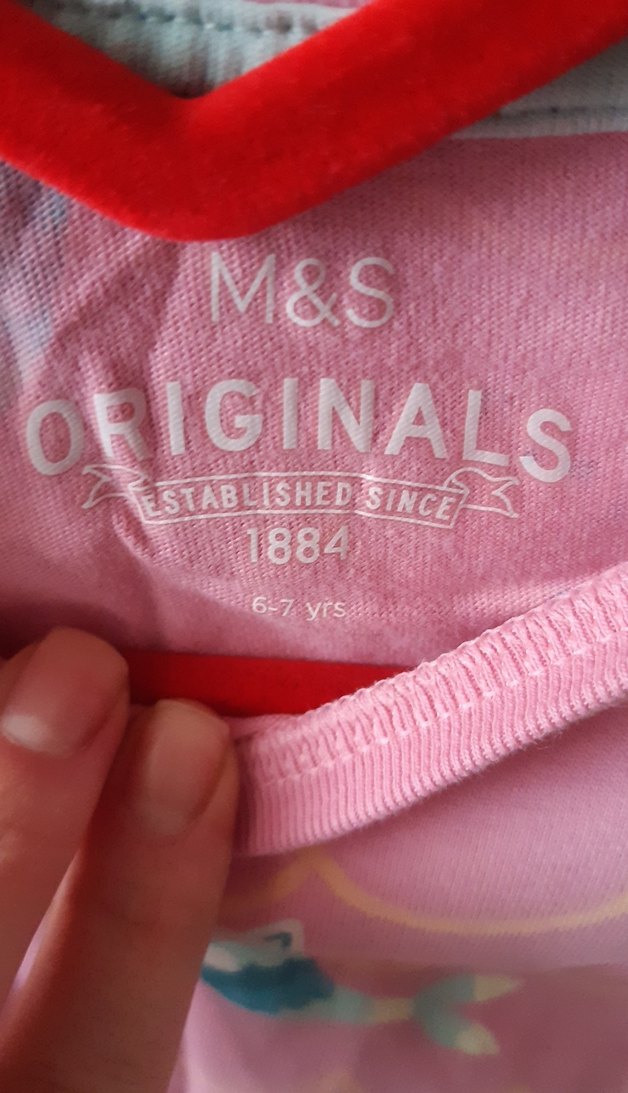 M&S
ORIGINALS
ESTABLISHED SINCE
1884
6-7 yrs